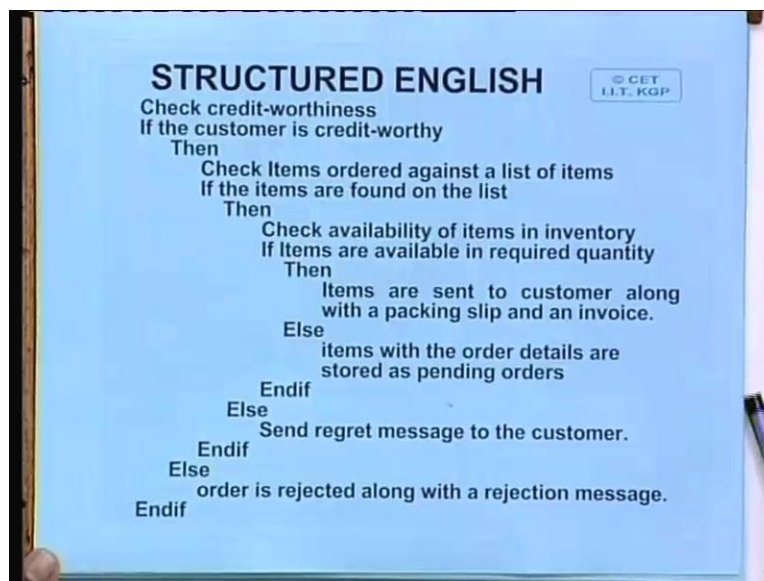 STRUCTURED ENGLISH
© CET
I.I.T. KGP
Check credit-worthiness
If the customer is credit-worthy
Then
Check Items ordered against a list of items
If the items are found on the list
Then
Check availability of items in inventory
If Items are available in required quantity
Then
Items are sent to customer along
with a packing slip and an invoice.
Else
items with the order details are
stored as pending orders
Endif
Else
Send regret message to the customer.
Endif
Else
order is rejected along with a rejection message.
Endif